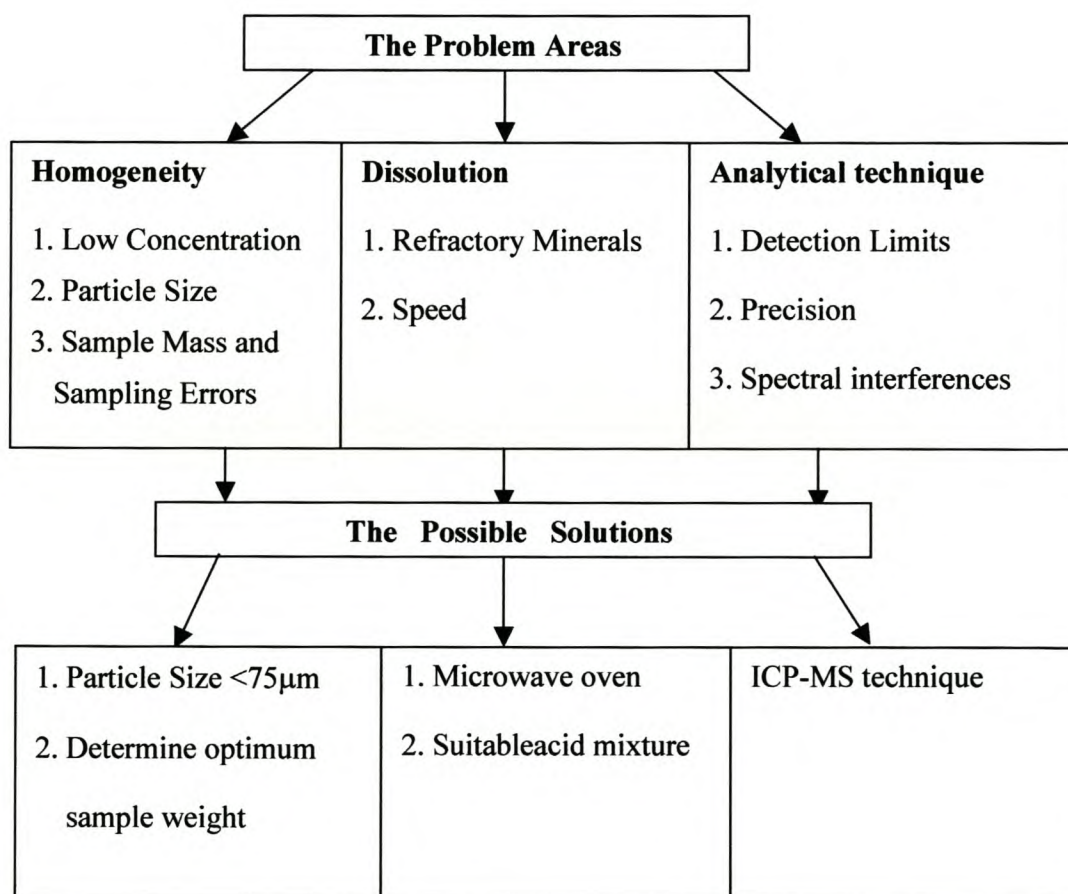 The Problem Areas
Homogeneity
1. Low Concentration
2. Particle Size
3. Sample Mass and
Sampling Errors
Dissolution
1. Refractory Minerals
2. Speed
Analytical technique
1. Detection Limits
2. Precision
3. Spectral interferences
The Possible Solutions
1. Particle Size <75μm
2. Determine optimum
sample weight
1. Microwave oven
2. Suitableacid mixture
ICP-MS technique